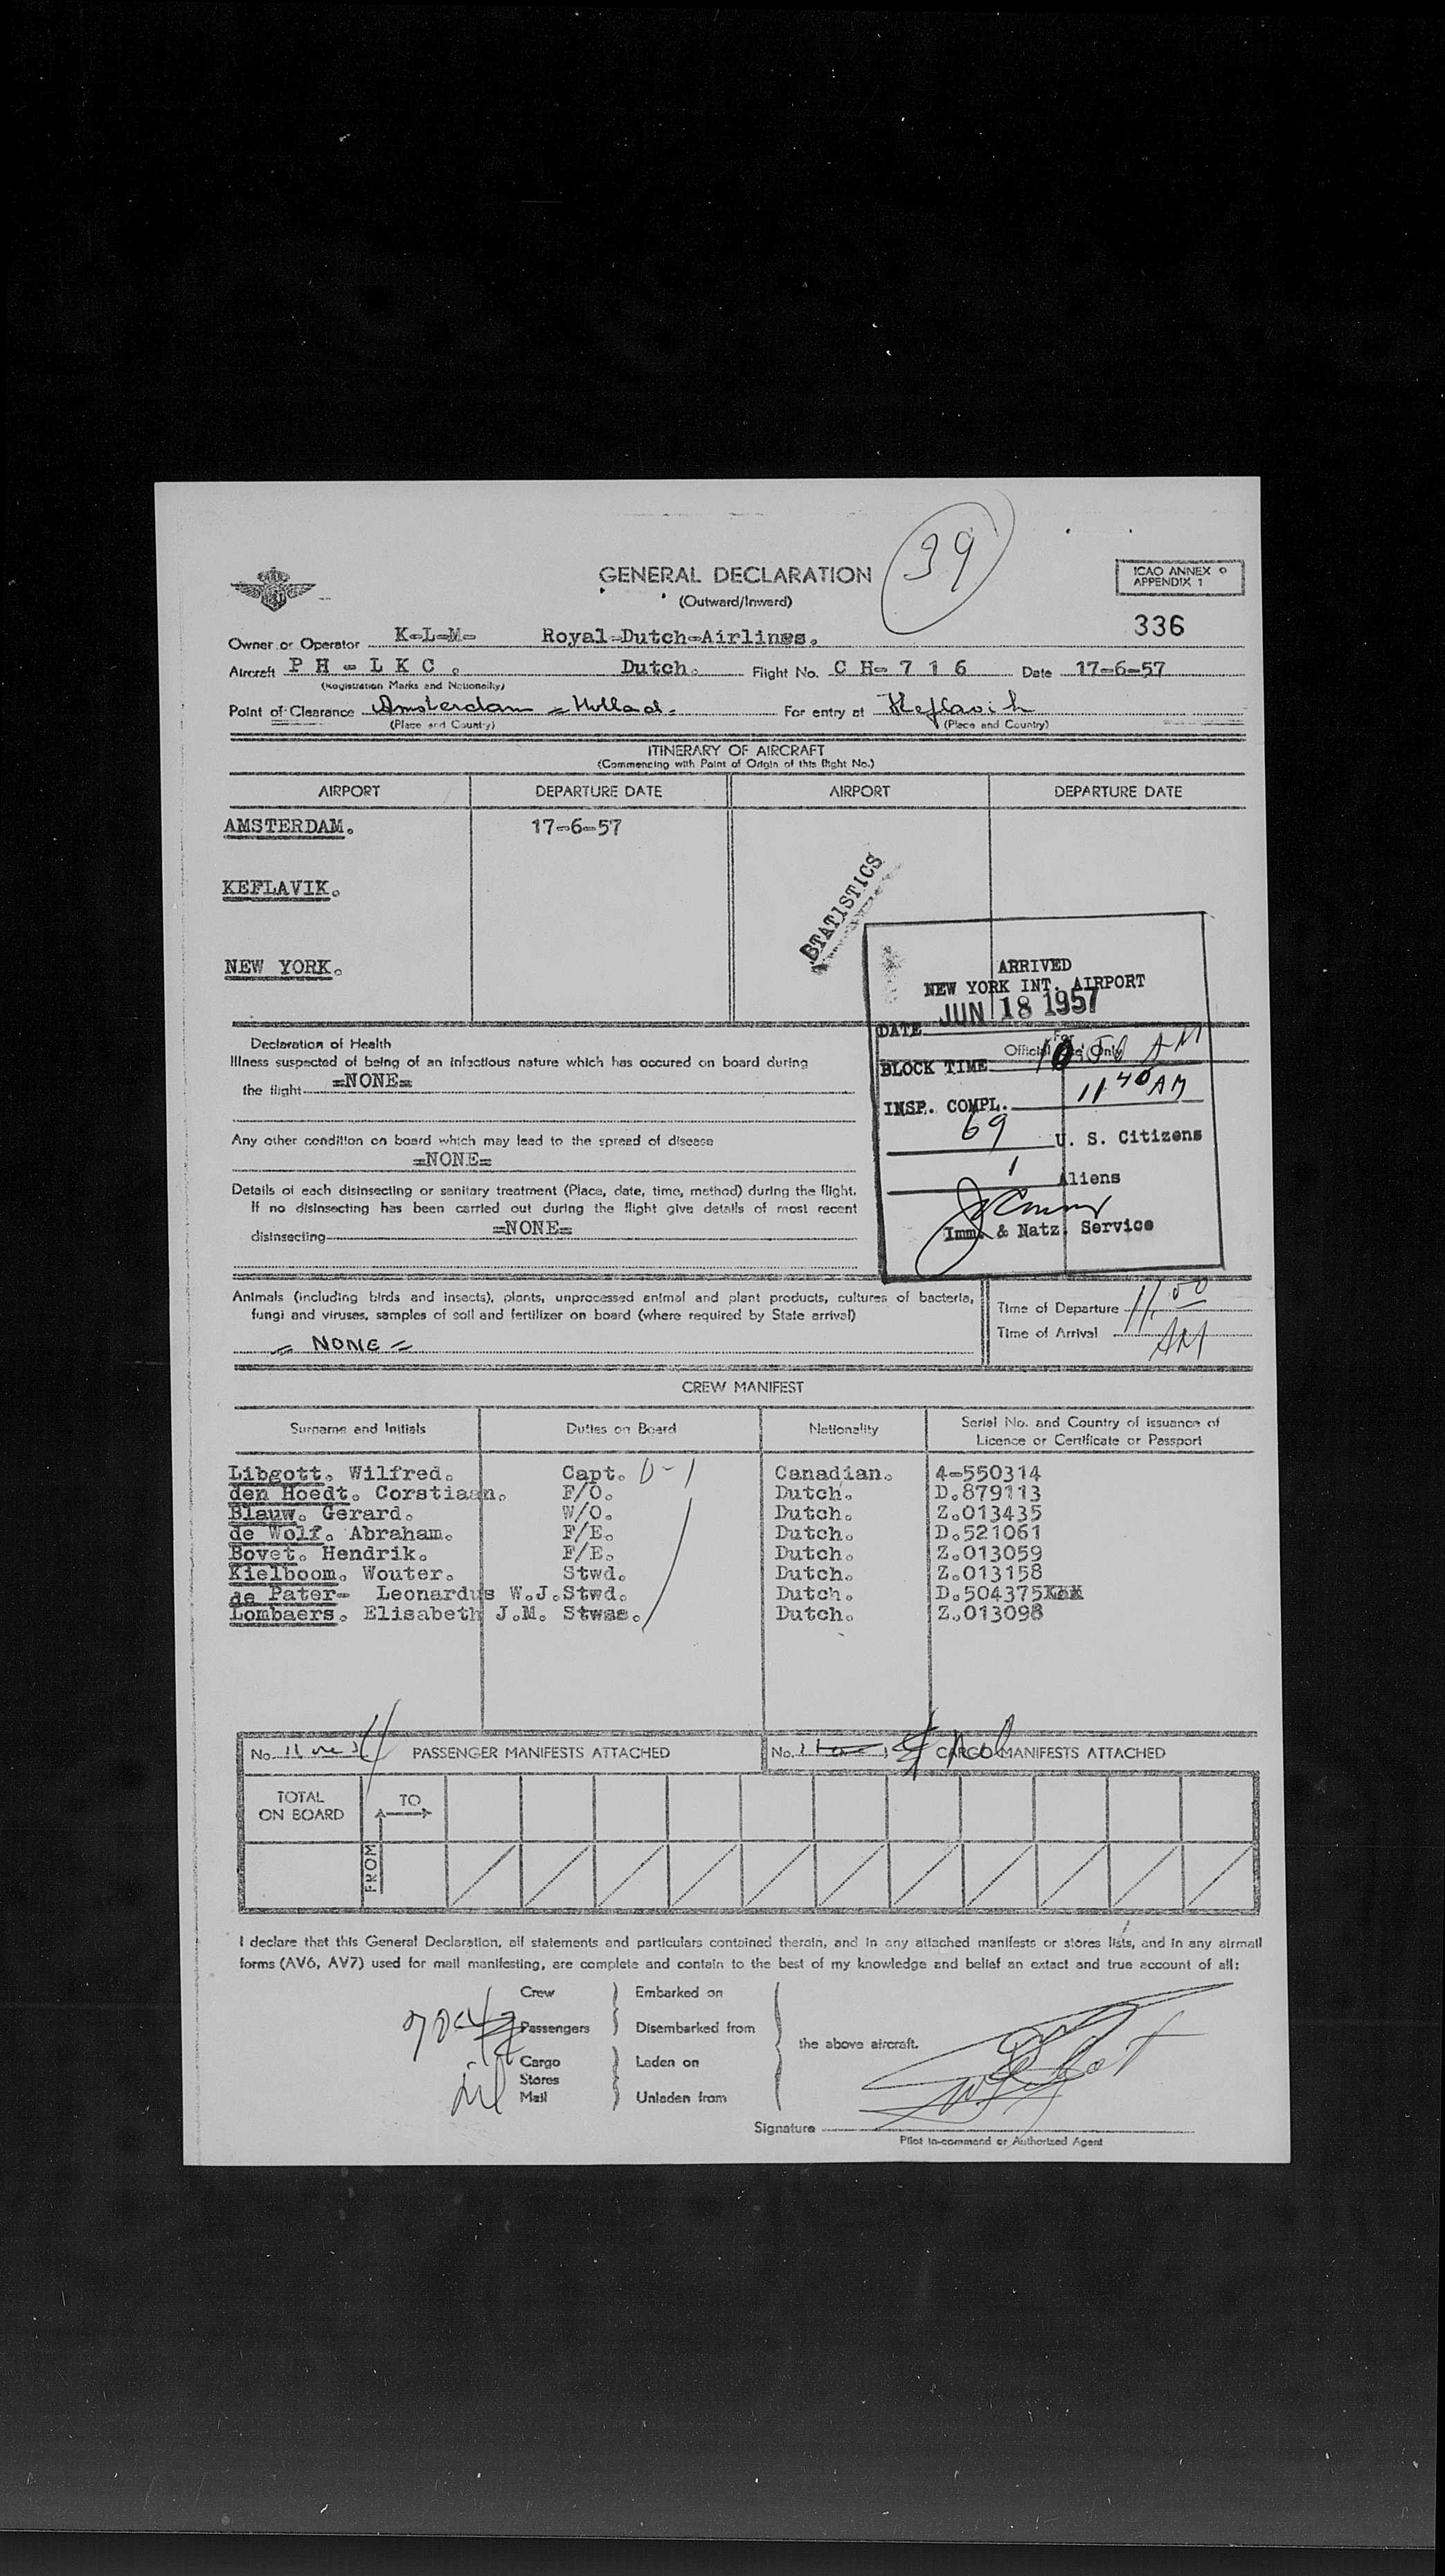 39
GENERAL DECLARATION
(Outward/Inward)
ICAO ANNEX 9
APPENDIX 1
336
Owner or Operator K-L-M- Royal-Dutch-Airlines.
Aircraft P H - L K C . Dutch. Flight No. C H- 7 1 6 Date 17-6-57
(Registration Marks and Nationality)
Point of Clearance Amsterdam = Hollad. For entry at Keflavik
(Place and Country) (Place and Country)
ITINERARY OF AIRCRAFT
(Commencing with Point of Origin of this flight No.)
AIRPORT DEPARTURE DATE AIRPORT DEPARTURE DATE
AMSTERDAM. 17-6-57
KEFLAVIK.
NEW YORK.
STATISTICS
ARRIVED
NEW YORK INT. AIRPORT
DATE JUN 18 1957
For
Official Use Only
BLOCK TIME 10 50 AM
INSP. COMPL. 11 40 AM
69 U. S. Citizens
1 Aliens
Imm. & Natz. Service
Declaration of Health
Illness suspected of being of an infectious nature which has occured on board during
the flight =NONE=
Any other condition on board which may lead to the spread of disease
=NONE=
Details of each disinsecting or sanitary treatment (Place, date, time, method) during the flight.
If no disinsecting has been carried out during the flight give details of most recent
disinsecting =NONE=
Animals (including birds and insects), plants, unprocessed animal and plant products, cultures of bacteria,
fungi and viruses, samples of soil and fertilizer on board (where required by State arrival)
= NONE =
Time of Departure 11.50
Time of Arrival AM
CREW MANIFEST
Surname and Initials Duties on Board Nationality Serial No. and Country of issuance of
Licence or Certificate or Passport
Libgott. Wilfred. Capt. D-1 Canadian. 4-550314
den Hoedt. Corstiaan. F/O. Dutch. D.879113
Blauw. Gerard. W/O. Dutch. Z.013435
de Wolf. Abraham. F/E. Dutch. D.521061
Bovet. Hendrik. F/E. Dutch. Z.013059
Kielboom. Wouter. Stwd. Dutch. Z.013158
de Pater- Leonardus W.J. Stwd. Dutch. D.504375
Lombaers. Elisabeth J.M. Stwss. Dutch. Z.013098
No. 4 PASSENGER MANIFESTS ATTACHED No. Nil CARGO MANIFESTS ATTACHED
TOTAL
ON BOARD
TO
FROM
I declare that this General Declaration, all statements and particulars contained therein, and in any attached manifests or stores lists, and in any airmail
forms (AV6, AV7) used for mail manifesting, are complete and contain to the best of my knowledge and belief an extact and true account of all:
Crew Embarked on
Passengers Disembarked from
the above aircraft.
Cargo Laden on
Stores
Mail Unladen from
Signature
Pilot in-command or Authorized Agent